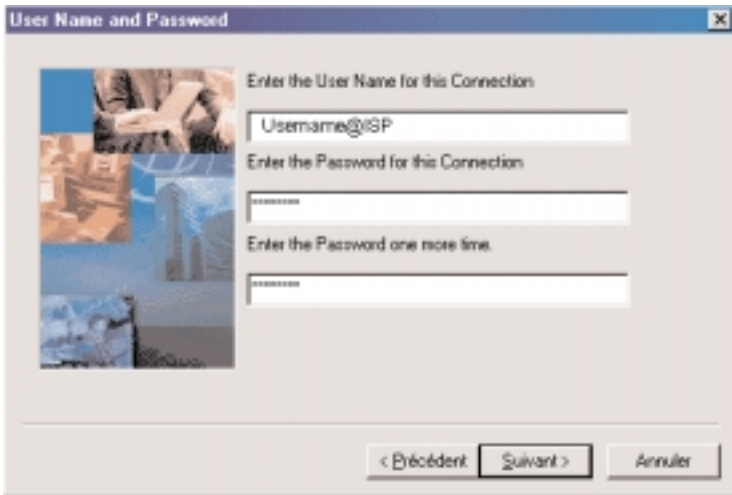 User Name and Password
Enter the User Name for this Connection
Username@ISP
Enter the Password for this Connection
********
Enter the Password one more time.
********
< Précédent Suivant > Annuler